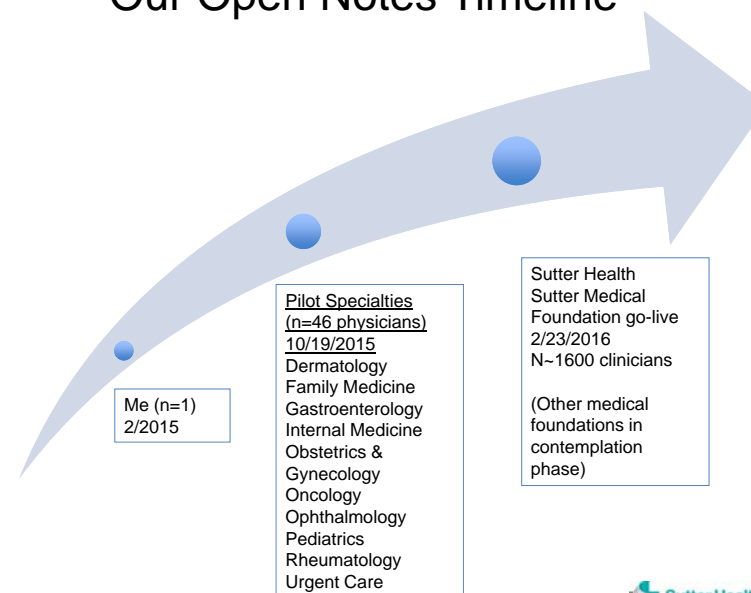 Our Open Notes Timeline
Me (n=1)
2/2015
Pilot Specialties
(n=46 physicians)
10/19/2015
Dermatology
Family Medicine
Gastroenterology
Internal Medicine
Obstetrics &
Gynecology
Oncology
Ophthalmology
Pediatrics
Rheumatology
Urgent Care
Sutter Health
Sutter Medical
Foundation go-live
2/23/2016
N~1600 clinicians
(Other medical
foundations in
contemplation
phase)